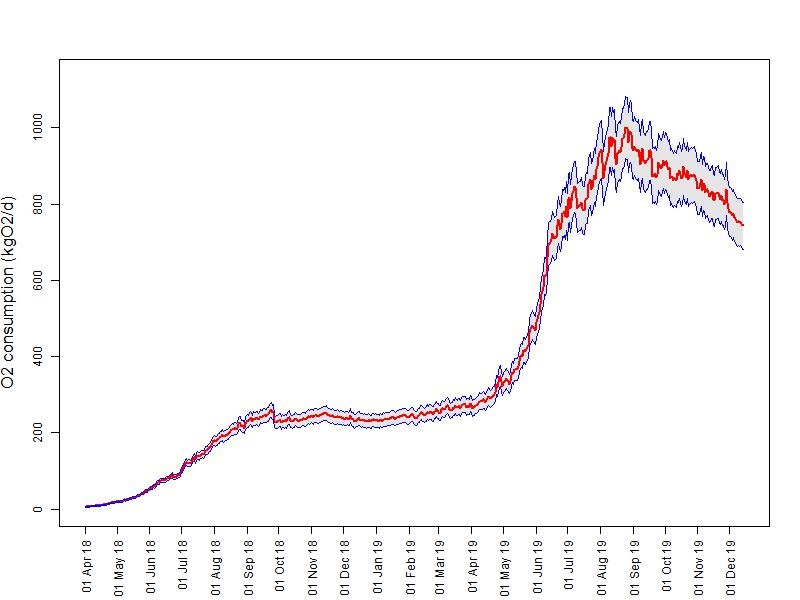 O2 consumption (kgO2/d)
1000
800
600
400
200
0
01 Apr 18
01 May 18
01 Jun 18
01 Jul 18
01 Aug 18
01 Sep 18
01 Oct 18
01 Nov 18
01 Dec 18
01 Jan 19
01 Feb 19
01 Mar 19
01 Apr 19
01 May 19
01 Jun 19
01 Jul 19
01 Aug 19
01 Sep 19
01 Oct 19
01 Nov 19
01 Dec 19